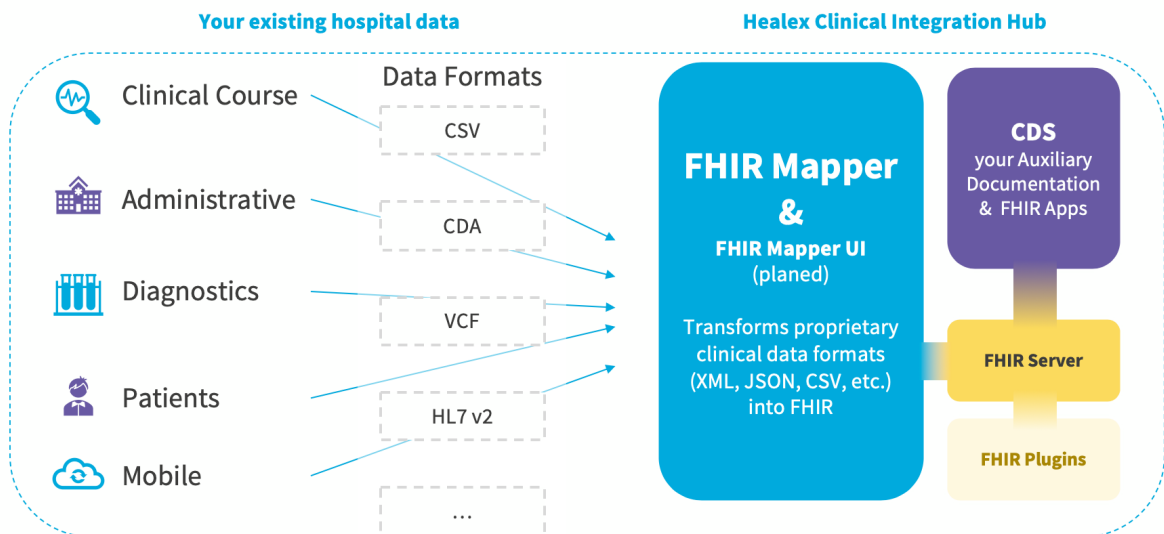 Your existing hospital data
Healex Clinical Integration Hub
Data Formats
Clinical Course
Administrative
Diagnostics
Patients
Mobile
CSV
CDA
VCF
HL7 v2
...
FHIR Mapper
&
FHIR Mapper UI
(planed)
Transforms proprietary
clinical data formats
(XML, JSON, CSV, etc.)
into FHIR
CDS
your Auxiliary
Documentation
& FHIR Apps
FHIR Server
FHIR Plugins